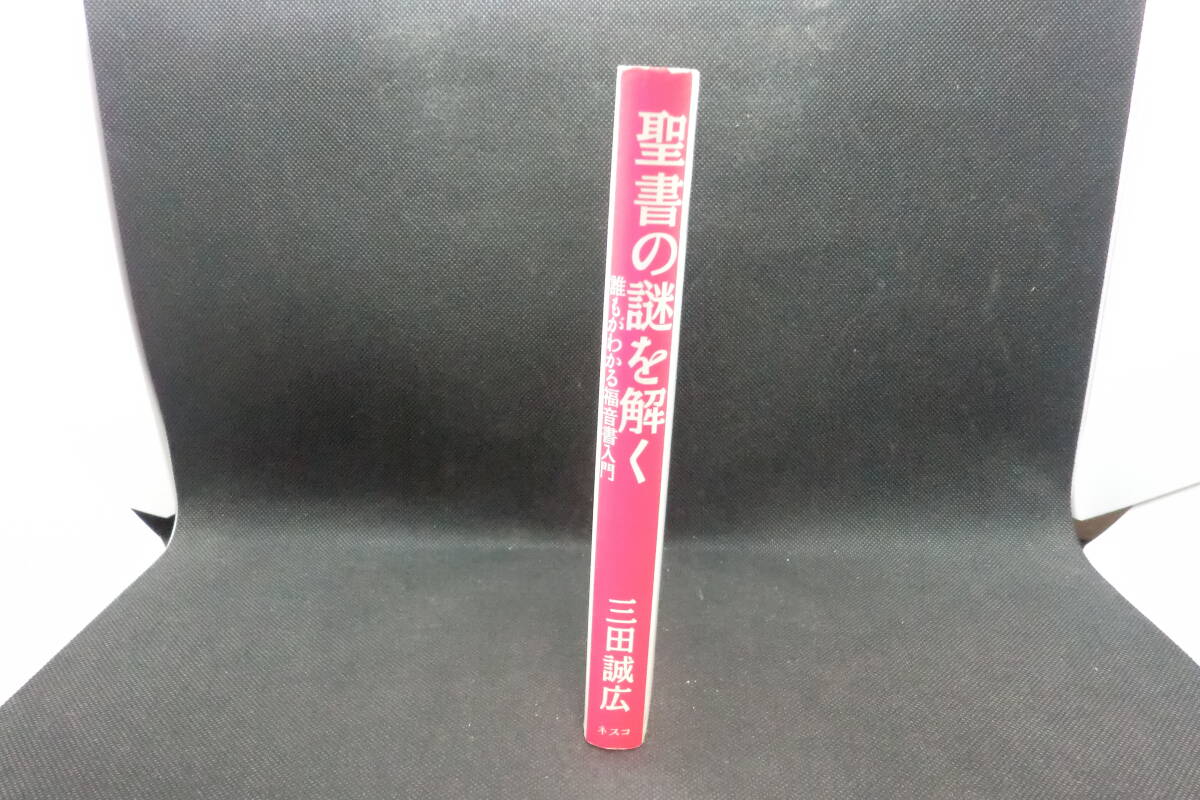 聖書の謎を解く
誰もがわかる福音書入門
三田誠広
ネスコ